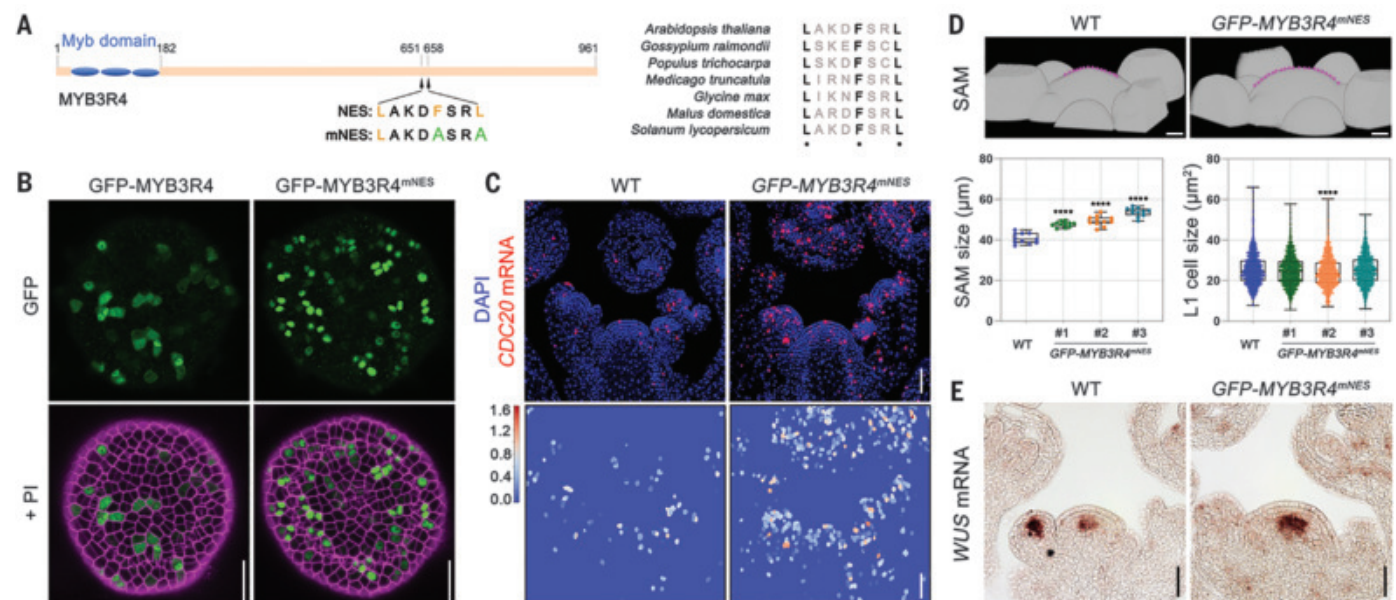 A
Myb domain
1 182 651 658 961
MYB3R4
NES: L A K D F S R L
mNES: L A K D A S R A
Arabidopsis thaliana L A K D F S R L
Gossypium raimondii L S K E F S C L
Populus trichocarpa L S K D F S C L
Medicago truncatula L I R N F S R L
Glycine max L I K N F S R L
Malus domestica L A R D F S R L
Solanum lycopersicum L A K D F S R L
* * *
B
GFP-MYB3R4 GFP-MYB3R4mNES
GFP
+ PI
C
WT GFP-MYB3R4mNES
DAPI
CDC20 mRNA
1.6
1.2
0.8
0.4
0.0
D
WT GFP-MYB3R4mNES
SAM
SAM size (µm)
80
60
40
20
0
**** **** ****
WT #1 #2 #3
GFP-MYB3R4mNES
L1 cell size (µm²)
80
60
40
20
0
****
WT #1 #2 #3
GFP-MYB3R4mNES
E
WT GFP-MYB3R4mNES
WUS mRNA